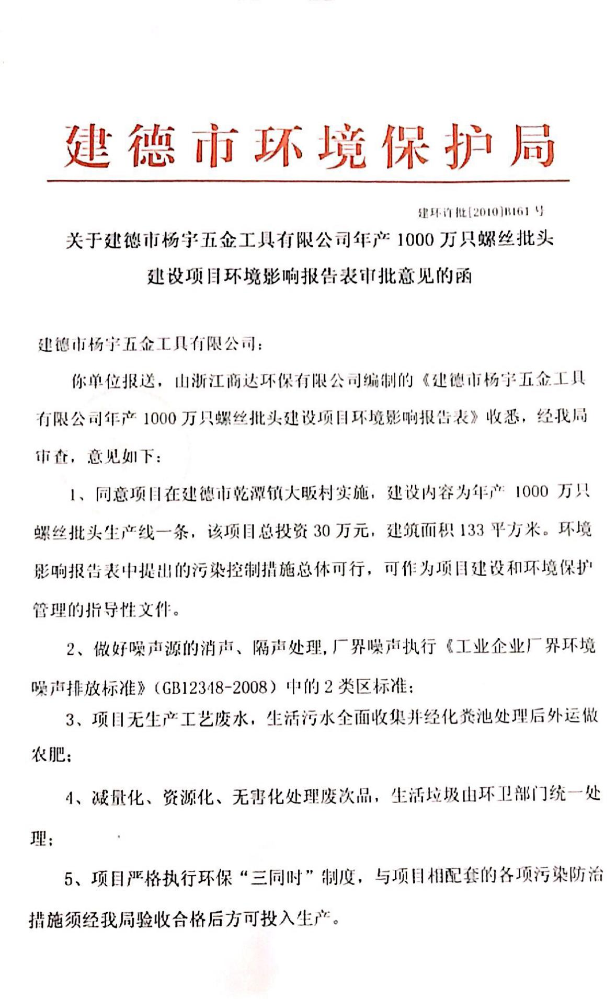 建德市环境保护局
建环许批[2010]B161号
关于建德市杨宇五金工具有限公司年产 1000 万只螺丝批头
建设项目环境影响报告表审批意见的函
建德市杨宇五金工具有限公司：
你单位报送，由浙江商达环保有限公司编制的《建德市杨宇五金工具
有限公司年产 1000 万只螺丝批头建设项目环境影响报告表》收悉，经我局
审查，意见如下：
1、同意项目在建德市乾潭镇大畈村实施，建设内容为年产 1000 万只
螺丝批头生产线一条，该项目总投资 30 万元，建筑面积 133 平方米。环境
影响报告表中提出的污染控制措施总体可行，可作为项目建设和环境保护
管理的指导性文件。
2、做好噪声源的消声、隔声处理,厂界噪声执行《工业企业厂界环境
噪声排放标准》（GB12348-2008）中的 2 类区标准；
3、项目无生产工艺废水，生活污水全面收集并经化粪池处理后外运做
农肥；
4、减量化、资源化、无害化处理废次品，生活垃圾由环卫部门统一处
理；
5、项目严格执行环保“三同时”制度，与项目相配套的各项污染防治
措施须经我局验收合格后方可投入生产。